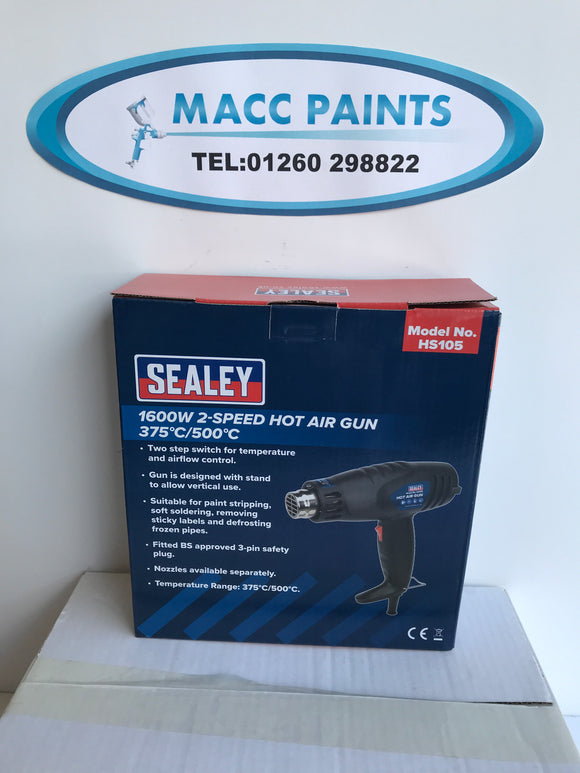 MACC PAINTS
TEL:01260 298822
SEALEY
Model No.
HS105
SEALEY
1600W 2-SPEED HOT AIR GUN
375°C/500°C
• Two step switch for temperature
and airflow control.
• Gun is designed with stand
to allow vertical use.
• Suitable for paint stripping,
soft soldering, removing
sticky labels and defrosting
frozen pipes.
• Fitted BS approved 3-pin safety
plug.
• Nozzles available separately.
• Temperature Range: 375°C/500°C.
HOT AIR GUN
CE